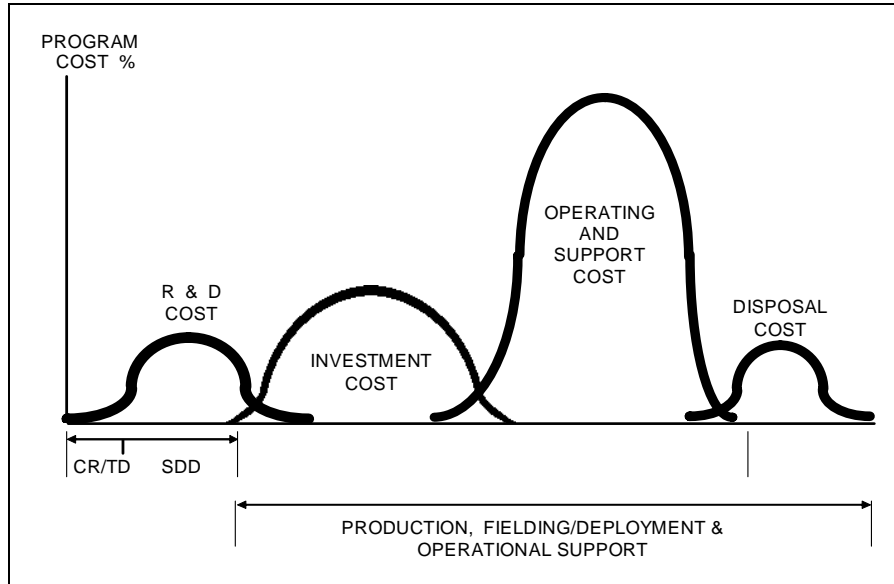 PROGRAM
COST %
R & D
COST
INVESTMENT
COST
OPERATING
AND
SUPPORT
COST
DISPOSAL
COST
CR/TD SDD
PRODUCTION, FIELDING/DEPLOYMENT &
OPERATIONAL SUPPORT